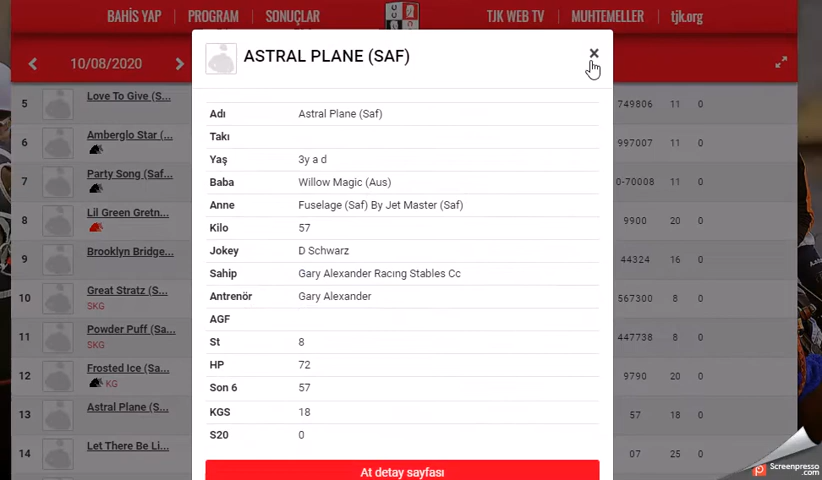 BAHİS YAP PROGRAM SONUÇLAR TJK WEB TV MUHTEMELLER tjk.org
10/08/2020
ASTRAL PLANE (SAF)
Adı Astral Plane (Saf)
Takı
Yaş 3y a d
Baba Willow Magic (Aus)
Anne Fuselage (Saf) By Jet Master (Saf)
Kilo 57
Jokey D Schwarz
Sahip Gary Alexander Racıng Stables Cc
Antrenör Gary Alexander
AGF
St 8
HP 72
Son 6 57
KGS 18
S20 0
At detay sayfası
5 Love To Give (S... 749806 11 0
6 Amberglo Star (... 997007 11 0
7 Party Song (Saf... 0-70008 11 0
8 Lil Green Gretn... 9900 20 0
9 Brooklyn Bridge... 44324 16 0
10 Great Stratz (S... 567300 8 0
SKG
11 Powder Puff (Sa... 447738 8 0
SKG
12 Frosted Ice (Sa... 9790 20 0
KG
13 Astral Plane (S... 57 18 0
14 Let There Be Li... 07 25 0
Screenpresso
.com